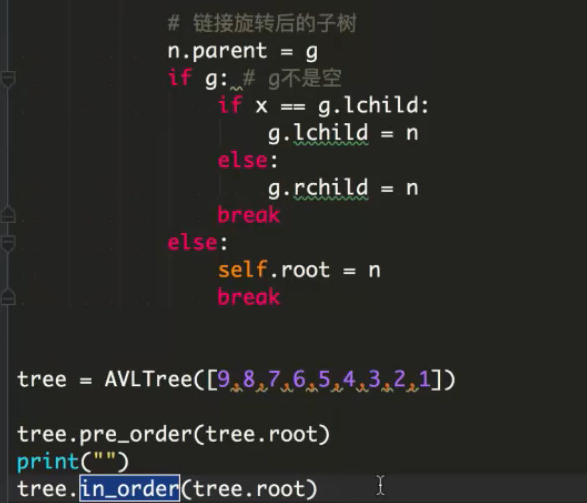 # 链接旋转后的子树
n.parent = g
if g: # g不是空
if x == g.lchild:
g.lchild = n
else:
g.rchild = n
break
else:
self.root = n
break
tree = AVLTree([9,8,7,6,5,4,3,2,1])
tree.pre_order(tree.root)
print("")
tree.in_order(tree.root)